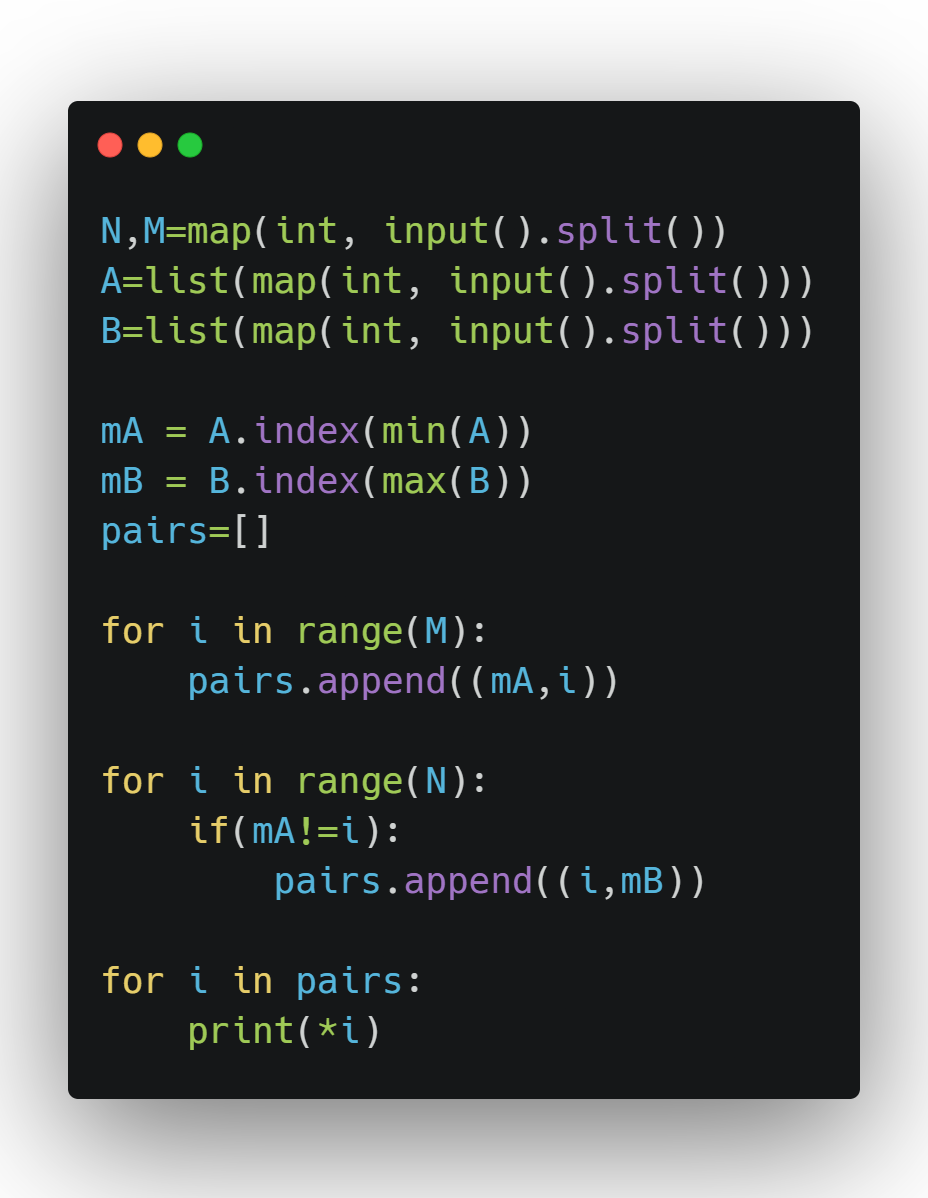 N,M=map(int, input().split())
A=list(map(int, input().split()))
B=list(map(int, input().split()))

mA = A.index(min(A))
mB = B.index(max(B))
pairs=[]

for i in range(M):
    pairs.append((mA,i))

for i in range(N):
    if(mA!=i):
        pairs.append((i,mB))

for i in pairs:
    print(*i)